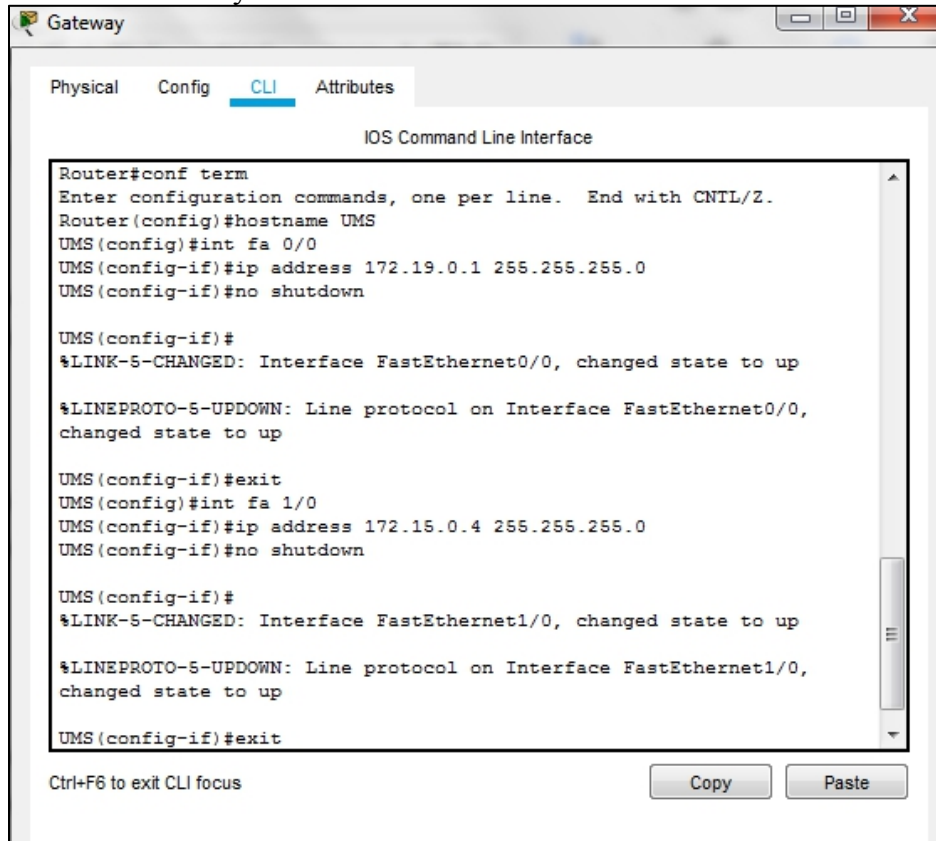 Gateway
Physical Config CLI Attributes
IOS Command Line Interface
Router#conf term
Enter configuration commands, one per line.  End with CNTL/Z.
Router(config)#hostname UMS
UMS(config)#int fa 0/0
UMS(config-if)#ip address 172.19.0.1 255.255.255.0
UMS(config-if)#no shutdown
UMS(config-if)#
%LINK-5-CHANGED: Interface FastEthernet0/0, changed state to up
%LINEPROTO-5-UPDOWN: Line protocol on Interface FastEthernet0/0,
changed state to up
UMS(config-if)#exit
UMS(config)#int fa 1/0
UMS(config-if)#ip address 172.15.0.4 255.255.255.0
UMS(config-if)#no shutdown
UMS(config-if)#
%LINK-5-CHANGED: Interface FastEthernet1/0, changed state to up
%LINEPROTO-5-UPDOWN: Line protocol on Interface FastEthernet1/0,
changed state to up
UMS(config-if)#exit
Ctrl+F6 to exit CLI focus
Copy Paste